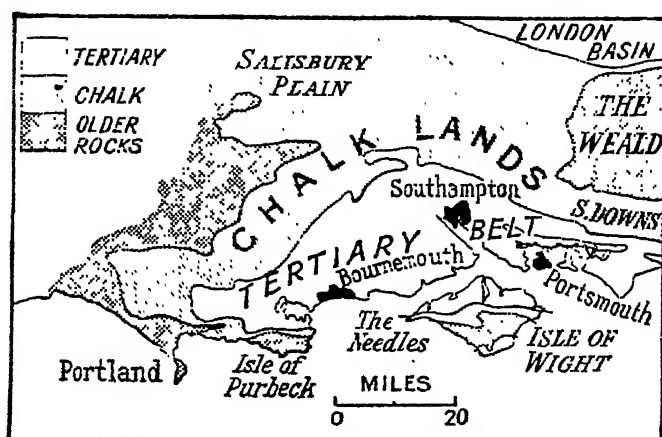 TERTIARY
CHALK
OLDER
ROCKS
SALISBURY
PLAIN
LONDON
BASIN
THE
WEALD
CHALK LANDS
Southampton
S. DOWNS
TERTIARY BELT
Bournemouth
Portsmouth
The
Needles
ISLE OF
WIGHT
Isle of
Purbeck
Portland
MILES
0 20